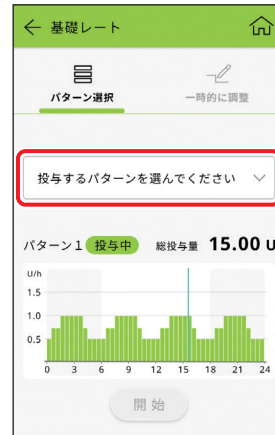 ← 基礎レート
パターン選択 一時的に調整
投与するパターンを選んでください
パターン1 投与中 総投与量 15.00 U
U/h
1.5
1.0
0.5
0 3 6 9 12 15 18 21 24
開始